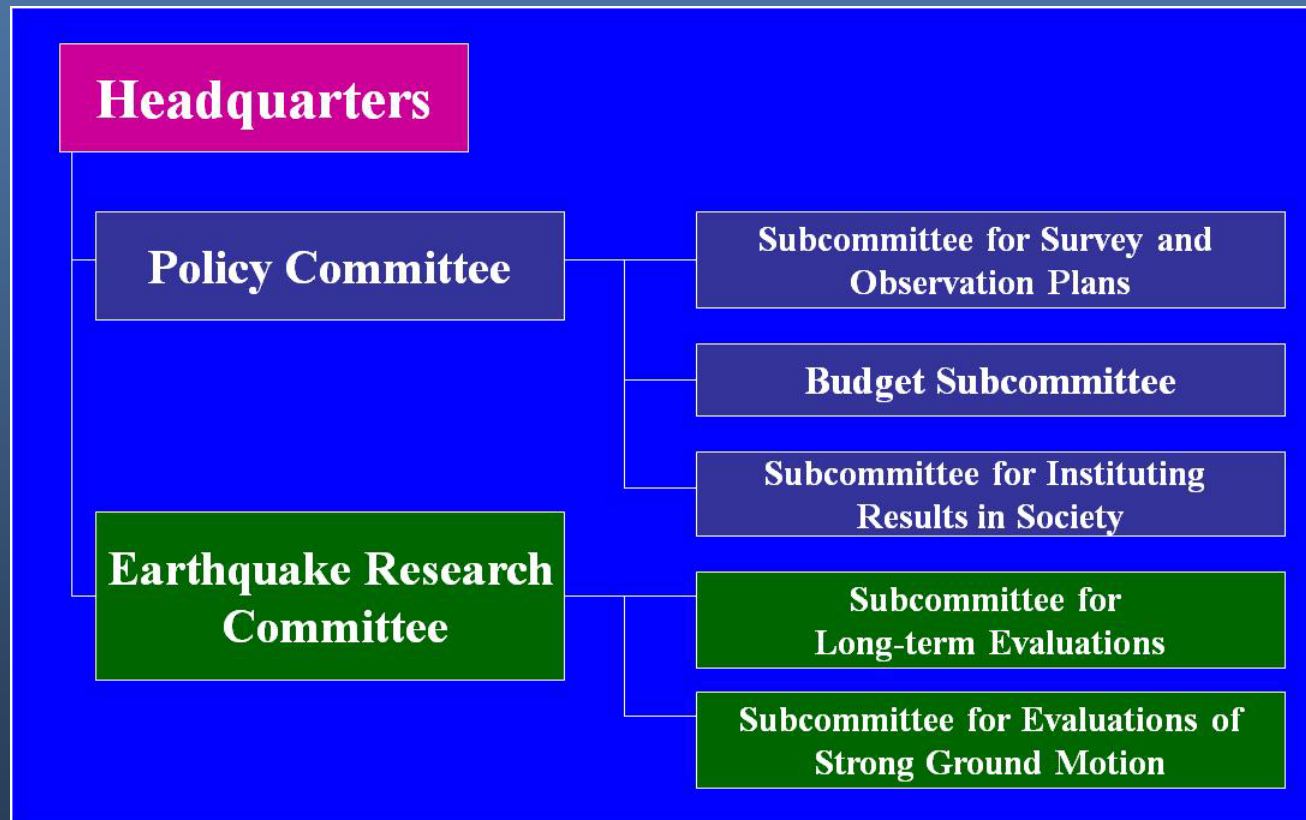 Headquarters
Policy Committee
Subcommittee for Survey and
Observation Plans
Budget Subcommittee
Subcommittee for Instituting
Results in Society
Earthquake Research
Committee
Subcommittee for
Long-term Evaluations
Subcommittee for Evaluations of
Strong Ground Motion